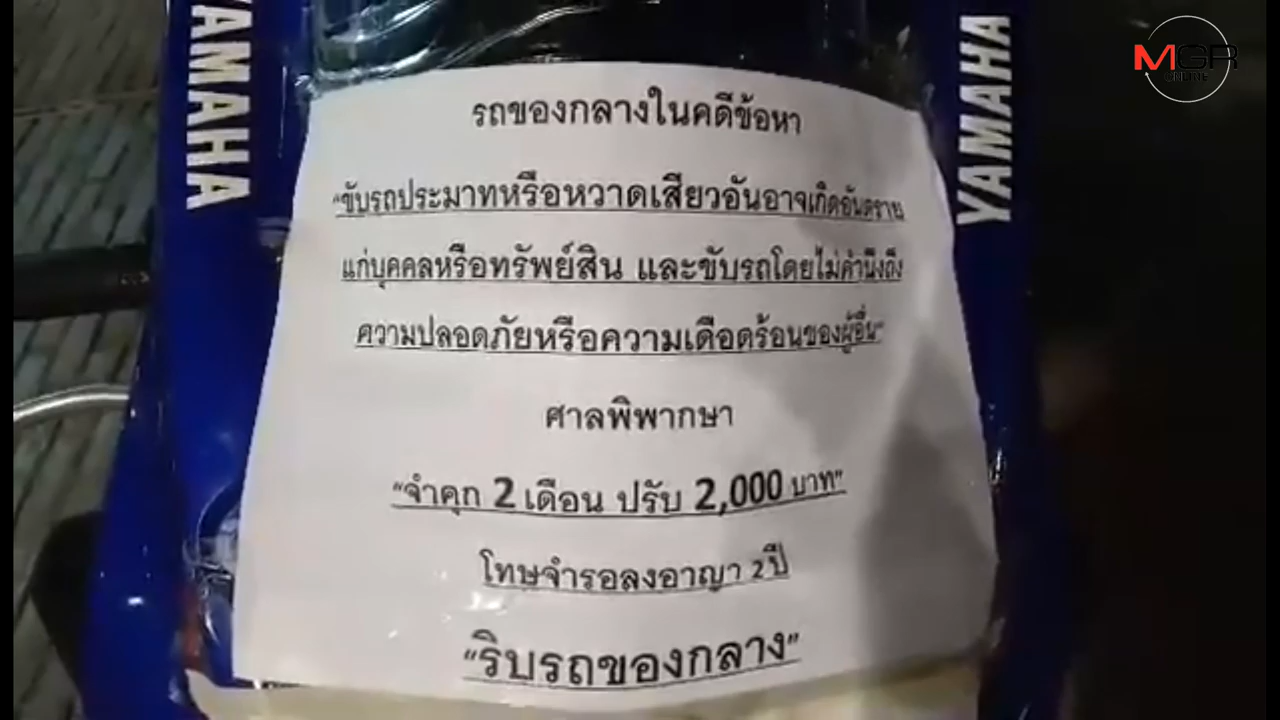 YAMAHA
YAMAHA
MGR
ONLINE
รถของกลางในคดีข้อหา
"ขับรถประมาทหรือหวาดเสียวอันอาจเกิดอันตราย
แก่บุคคลหรือทรัพย์สิน และขับรถโดยไม่คำนึงถึง
ความปลอดภัยหรือความเดือดร้อนของผู้อื่น"
ศาลพิพากษา
"จำคุก 2 เดือน ปรับ 2,000 บาท"
โทษจำรอลงอาญา 2 ปี
"ริบรถของกลาง"